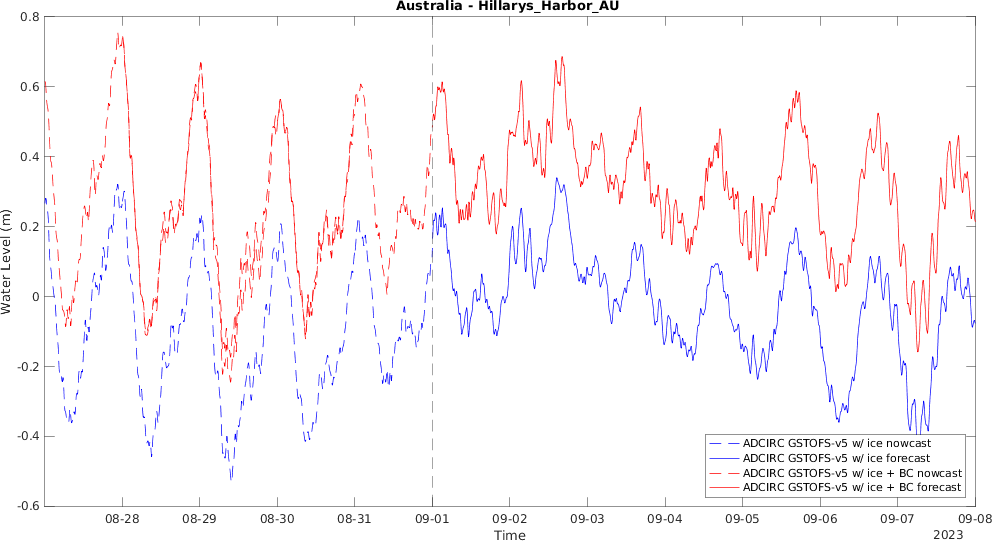 Australia - Hillarys_Harbor_AU
Water Level (m)
0.8
0.6
0.4
0.2
0
-0.2
-0.4
-0.6
08-28 08-29 08-30 08-31 09-01 09-02 09-03 09-04 09-05 09-06 09-07 09-08
Time
2023
ADCIRC GSTOFS-v5 w/ ice nowcast
ADCIRC GSTOFS-v5 w/ ice forecast
ADCIRC GSTOFS-v5 w/ ice + BC nowcast
ADCIRC GSTOFS-v5 w/ ice + BC forecast